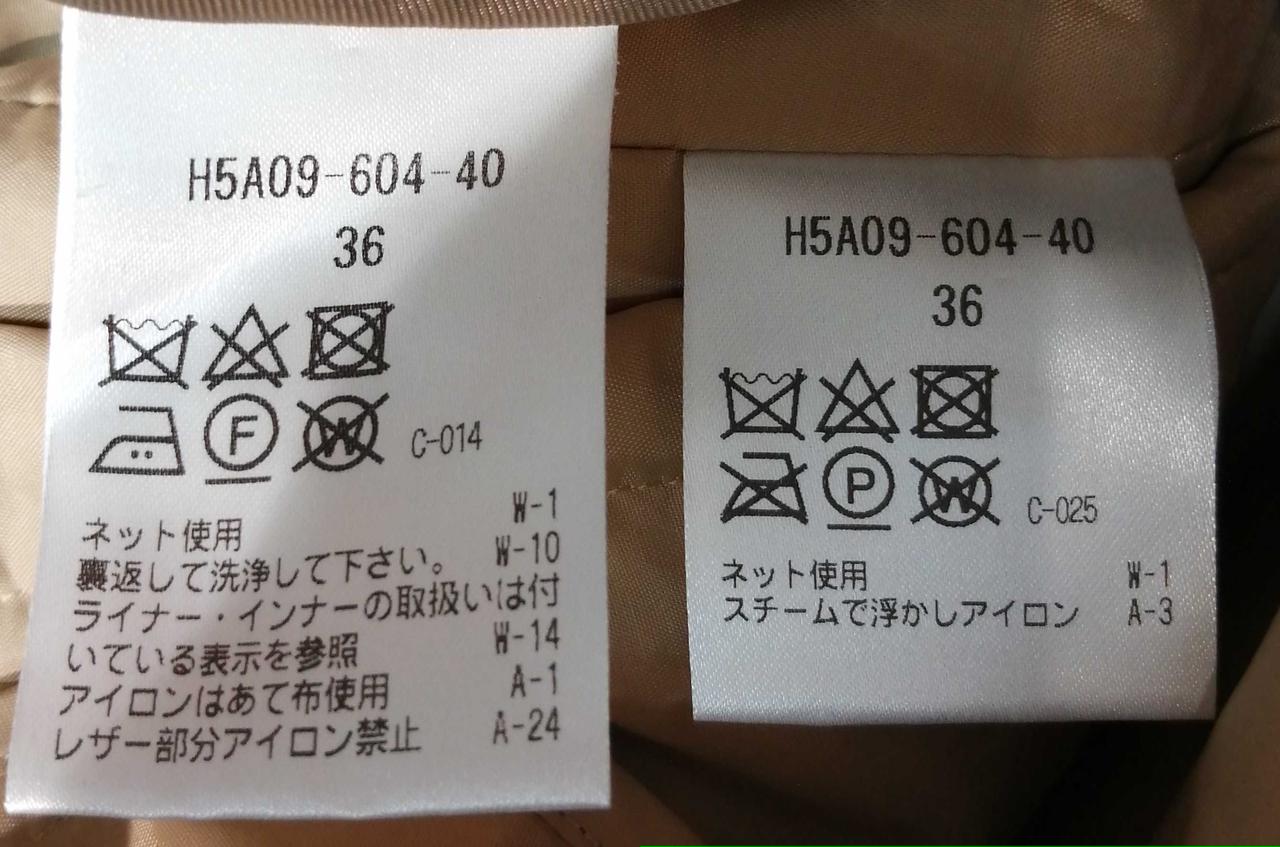 H5A09-604-40
36
F
W
C-014
W-1
ネット使用
W-10
裏返して洗浄して下さい。
ライナー・インナーの取扱いは付
W-14
いている表示を参照
A-1
アイロンはあて布使用
A-24
レザー部分アイロン禁止
H5A09-604-40
36
P
W
C-025
ネット使用 W-1
スチームで浮かしアイロン A-3